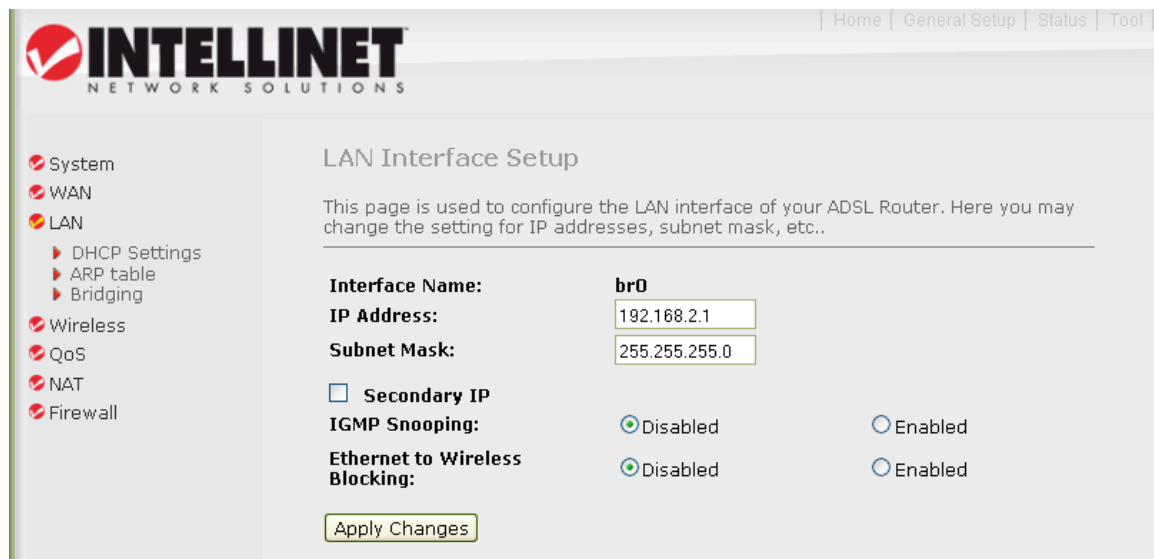 | Home | General Setup | Status | Tool |
INTELLINET
NETWORK SOLUTIONS
System
WAN
LAN
DHCP Settings
ARP table
Bridging
Wireless
QoS
NAT
Firewall
LAN Interface Setup
This page is used to configure the LAN interface of your ADSL Router. Here you may
change the setting for IP addresses, subnet mask, etc..
Interface Name: br0
IP Address: 192.168.2.1
Subnet Mask: 255.255.255.0
Secondary IP
IGMP Snooping: Disabled Enabled
Ethernet to Wireless
Blocking: Disabled Enabled
Apply Changes